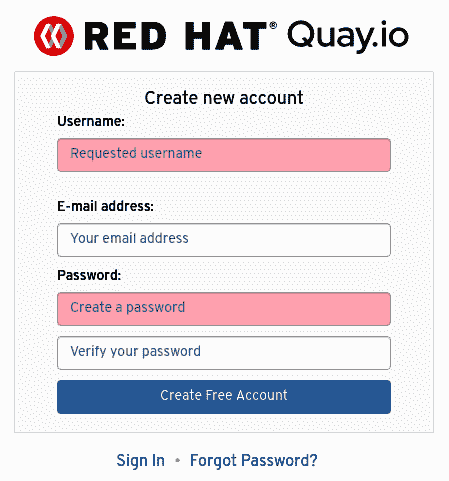 RED HAT® Quay.io
Create new account
Username:
Requested username
E-mail address:
Your email address
Password:
Create a password
Verify your password
Create Free Account
Sign In • Forgot Password?